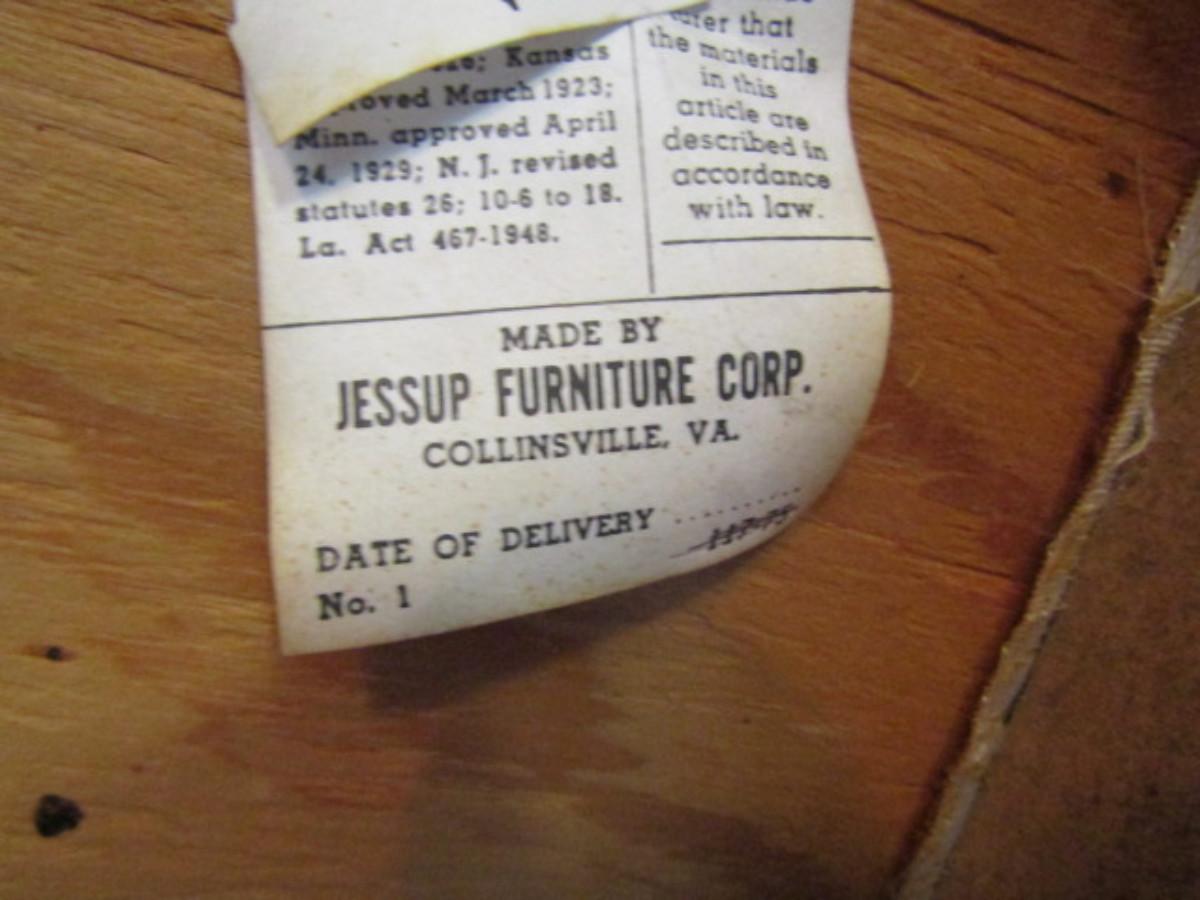 Kansas
March 1923;
Minn. approved April
24, 1929; N. J. revised
statutes 26; 10-6 to 18.
La. Act 467-1948.
that
the materials
in this
article are
described in
accordance
with law.
MADE BY
JESSUP FURNITURE CORP.
COLLINSVILLE, VA.
DATE OF DELIVERY ..........
No. 1